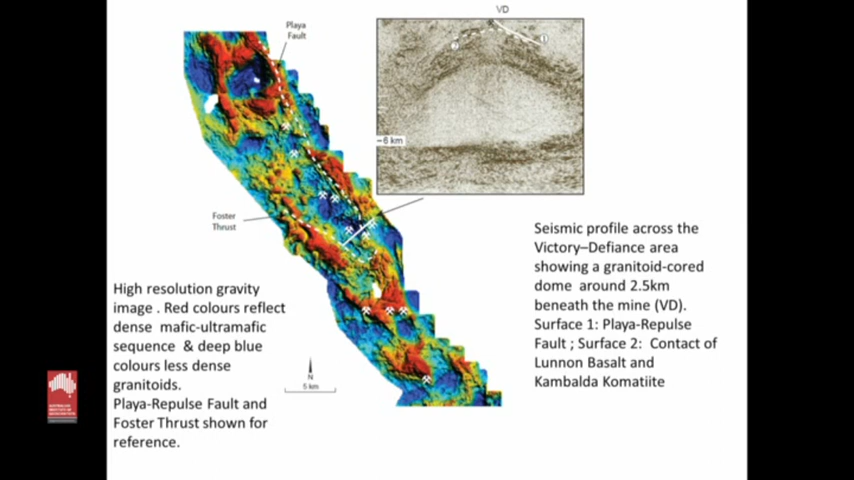 VD
Playa
Fault
2
1
~6 km
Foster
Thrust
Seismic profile across the
Victory–Defiance area
showing a granitoid-cored
dome around 2.5km
beneath the mine (VD).
Surface 1: Playa-Repulse
Fault ; Surface 2: Contact of
Lunnon Basalt and
Kambalda Komatiite
High resolution gravity
image . Red colours reflect
dense mafic-ultramafic
sequence & deep blue
colours less dense
granitoids.
Playa-Repulse Fault and
Foster Thrust shown for
reference.
N
5 km